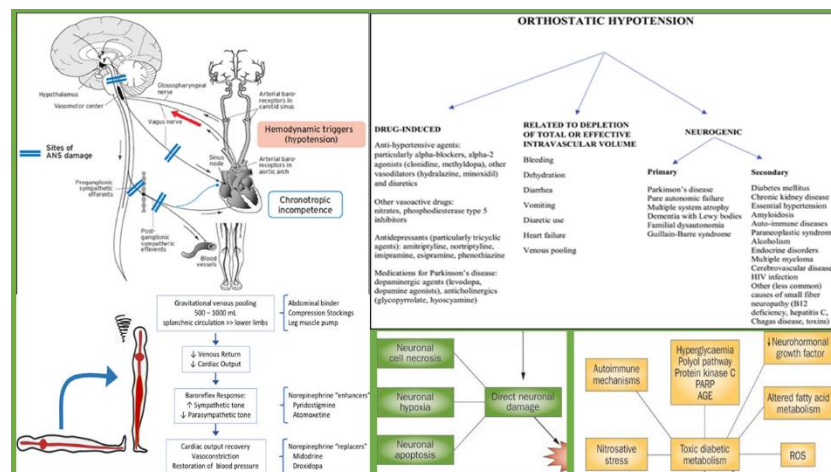 Hypothalamus
Vasomotor center
Glossopharyngeal
nerve
Arterial baro-
receptors in
carotid sinus
Hemodynamic triggers
(hypotension)
Vagus nerve
Sites of
ANS damage
Sinus
node
Arterial baro-
receptors in
aortic arch
Preganglionic
sympathetic
efferents
Chronotropic
incompetence
Post-
ganglionic
sympathetic
efferents
Blood
vessels
ORTHOSTATIC HYPOTENSION
DRUG-INDUCED
Anti-hypertensive agents:
particularly alpha-blockers, alpha-2
agonists (clonidine, methyldopa), other
vasodilators (hydralazine, minoxidil) and
diuretics
Other vasoactive drugs:
nitrates, phosphodiesterase type 5
inhibitors
Antidepressants (particularly tricyclic
agents): amitriptyline, nortriptyline,
imipramine, esipramine, phenothiazine
Medications for Parkinson's disease:
dopaminergic agents (levodopa,
dopamine agonists), anticholinergics
(glycopyrrolate, hyoscyamine)
RELATED TO DEPLETION
OF TOTAL OR EFFECTIVE
INTRAVASCULAR VOLUME
Bleeding
Dehydration
Diarrhea
Vomiting
Diuretic use
Heart failure
Venous pooling
NEUROGENIC
Primary
Parkinson's disease
Pure autonomic failure
Multiple system atrophy
Dementia with Lewy bodies
Familial dysautonomia
Guillain-Barre syndrome
Secondary
Diabetes mellitus
Chronic kidney disease
Essential hypertension
Amyloidosis
Auto-immune diseases
Paraneoplastic syndrom
Alcoholism
Endocrine disorders
Multiple myeloma
Cerebrovascular disease
HIV infection
Other (less common)
causes of small fiber
neuropathy (B12
deficiency, hepatitis C,
Chagas disease, toxins)
Gravitational venous pooling
500 – 1000 mL
splanchnic circulation >> lower limbs
Abdominal binder
Compression Stockings
Leg muscle pump
↓ Venous Return
↓ Cardiac Output
Baroreflex Response:
↑ Sympathetic tone
↓ Parasympathetic tone
Norepinephrine "enhancers"
Pyridostigmine
Atomoxetine
Cardiac output recovery
Vasoconstriction
Restoration of blood pressure
Norepinephrine "replacers"
Midodrine
Droxidopa
Neuronal
cell necrosis
Neuronal
hypoxia
Neuronal
apoptosis
Direct neuronal
damage
Autoimmune
mechanisms
Hyperglycaemia
Polyol pathway
Protein kinase C
PARP
AGE
↓ Neurohormonal
growth factor
Altered fatty acid
metabolism
Nitrosative
stress
Toxic diabetic
metabolism
ROS